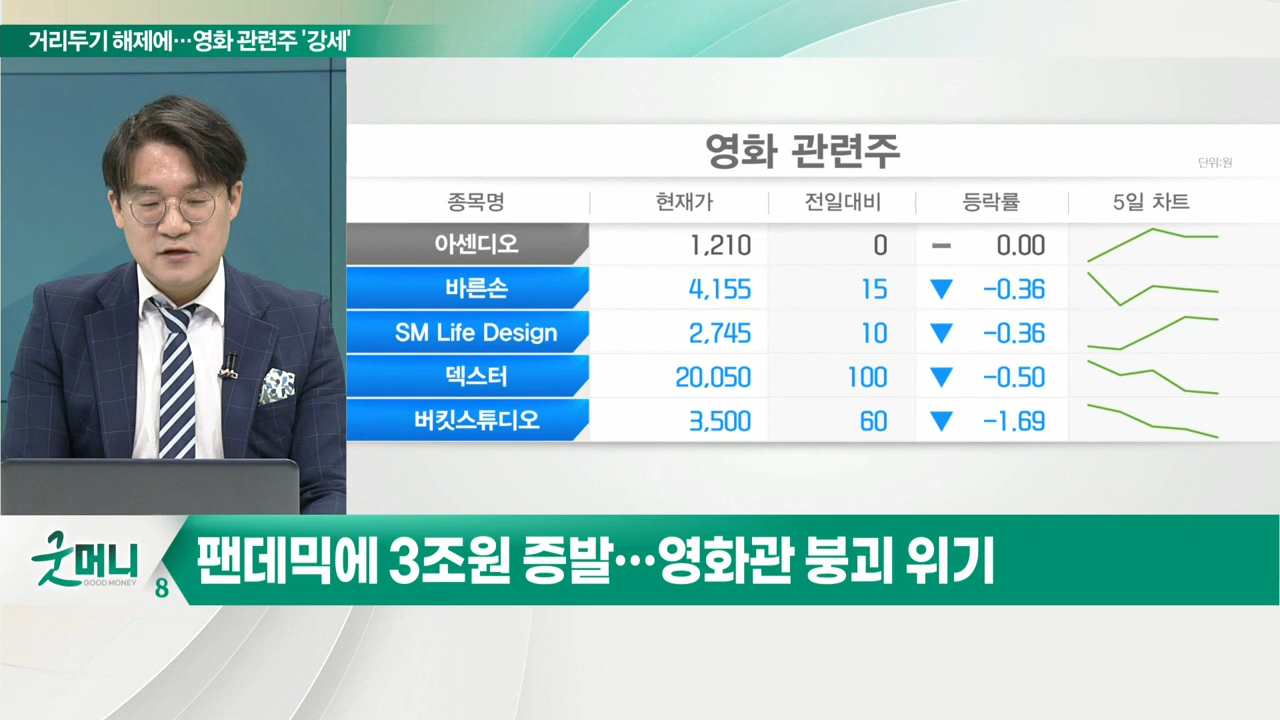 거리두기 해제에…영화 관련주 '강세'
영화 관련주
단위:원
종목명 현재가 전일대비 등락률 5일 차트
아센디오 1,210 0 － 0.00
바른손 4,155 15 ▼ -0.36
SM Life Design 2,745 10 ▼ -0.36
덱스터 20,050 100 ▼ -0.50
버킷스튜디오 3,500 60 ▼ -1.69
굿머니
GOOD MONEY
8
팬데믹에 3조원 증발…영화관 붕괴 위기